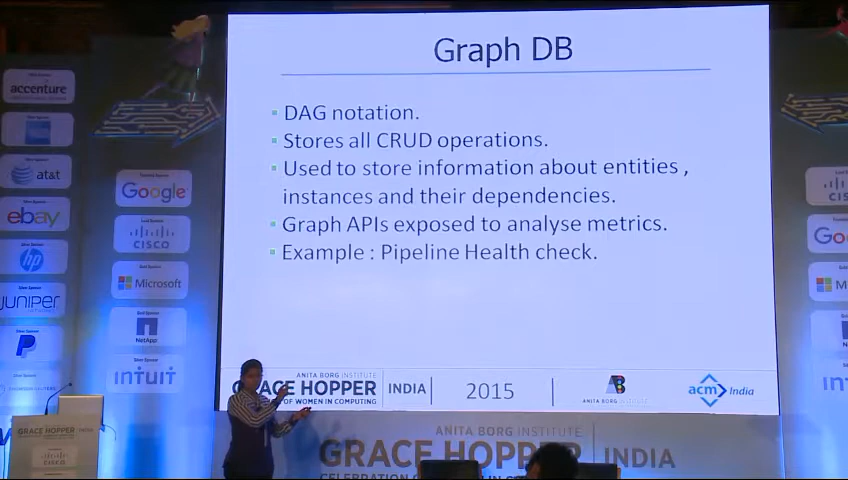 Graph DB
DAG notation.
Stores all CRUD operations.
Used to store information about entities ,
instances and their dependencies.
Graph APIs exposed to analyse metrics.
Example : Pipeline Health check.
ANITA BORG INSTITUTE
GRACE HOPPER
OF WOMEN IN COMPUTING
INDIA
2015
ANITA BORG
acm India
accenture
at&t
ebay
hp
JUNIPER
Google
CISCO
Microsoft
NetApp
intuit
GRACE HOPPER
CISCO
ANITA BORG INSTITUTE
GRACE HOPPER INDIA
CELEBRATION